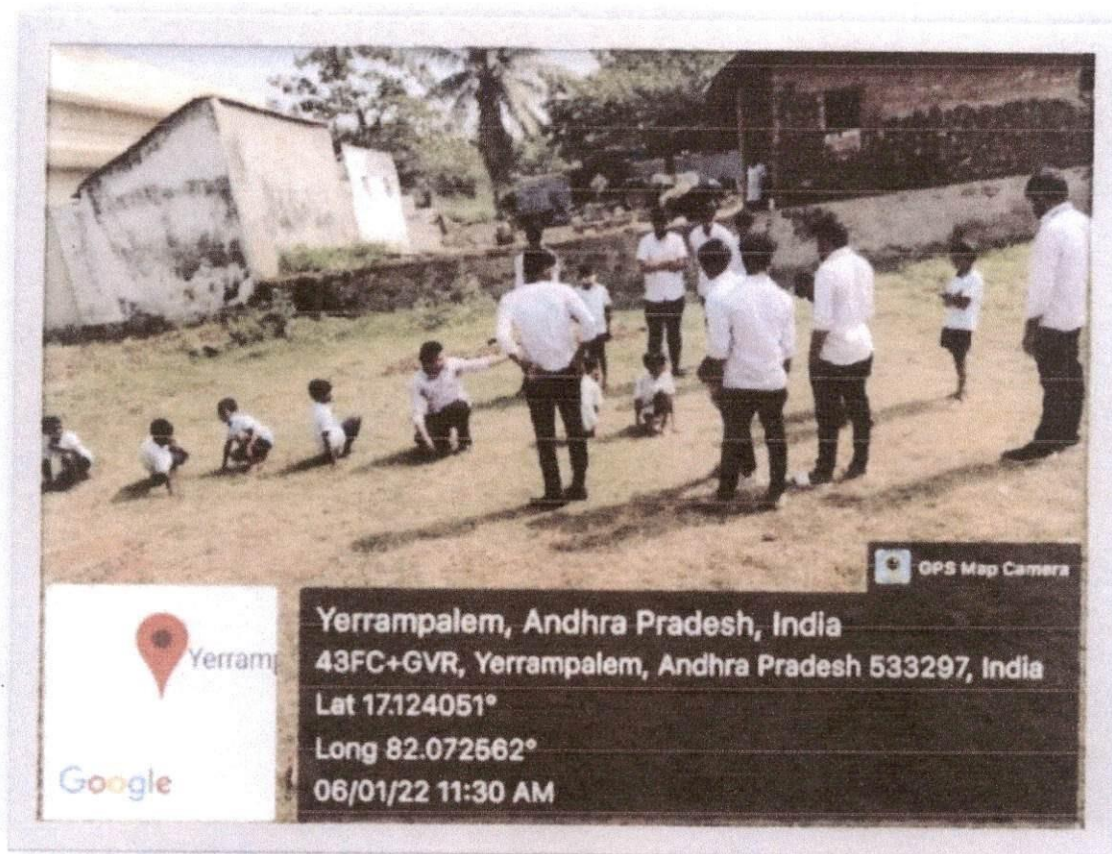 GPS Map Camera
Yerrampalem, Andhra Pradesh, India
43FC+GVR, Yerrampalem, Andhra Pradesh 533297, India
Lat 17.124051°
Long 82.072562°
06/01/22 11:30 AM
Yerramp
Google